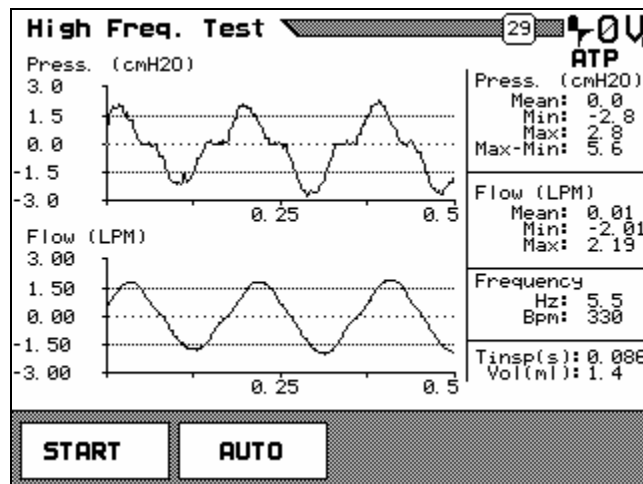 High Freq. Test
29
0V
ATP
Press. (cmH2O)
3.0
1.5
0.0
-1.5
-3.0
0.25
0.5
Flow (LPM)
3.00
1.50
0.00
-1.50
-3.00
0.25
0.5
Press. (cmH2O)
Mean: 0.0
Min: -2.8
Max: 2.8
Max-Min: 5.6
Flow (LPM)
Mean: 0.01
Min: -2.01
Max: 2.19
Frequency
Hz: 5.5
Bpm: 330
Tinsp(s): 0.086
Vol(ml): 1.4
START
AUTO